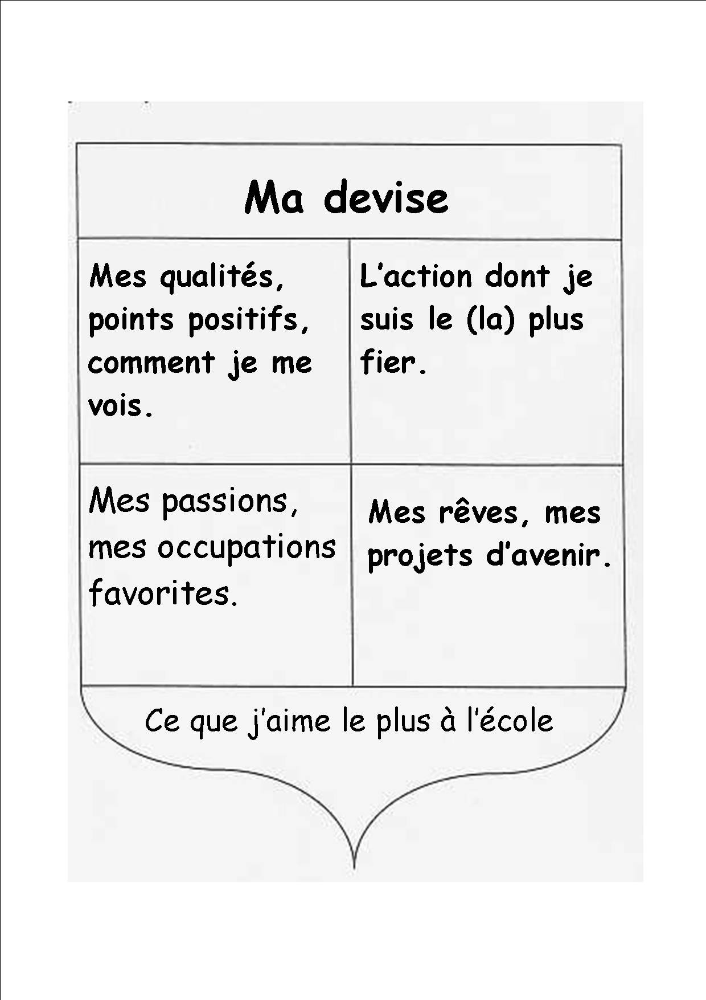 Ma devise
Mes qualités,
points positifs,
comment je me
vois.
L'action dont je
suis le (la) plus
fier.
Mes passions,
mes occupations
favorites.
Mes rêves, mes
projets d'avenir.
Ce que j'aime le plus à l'école